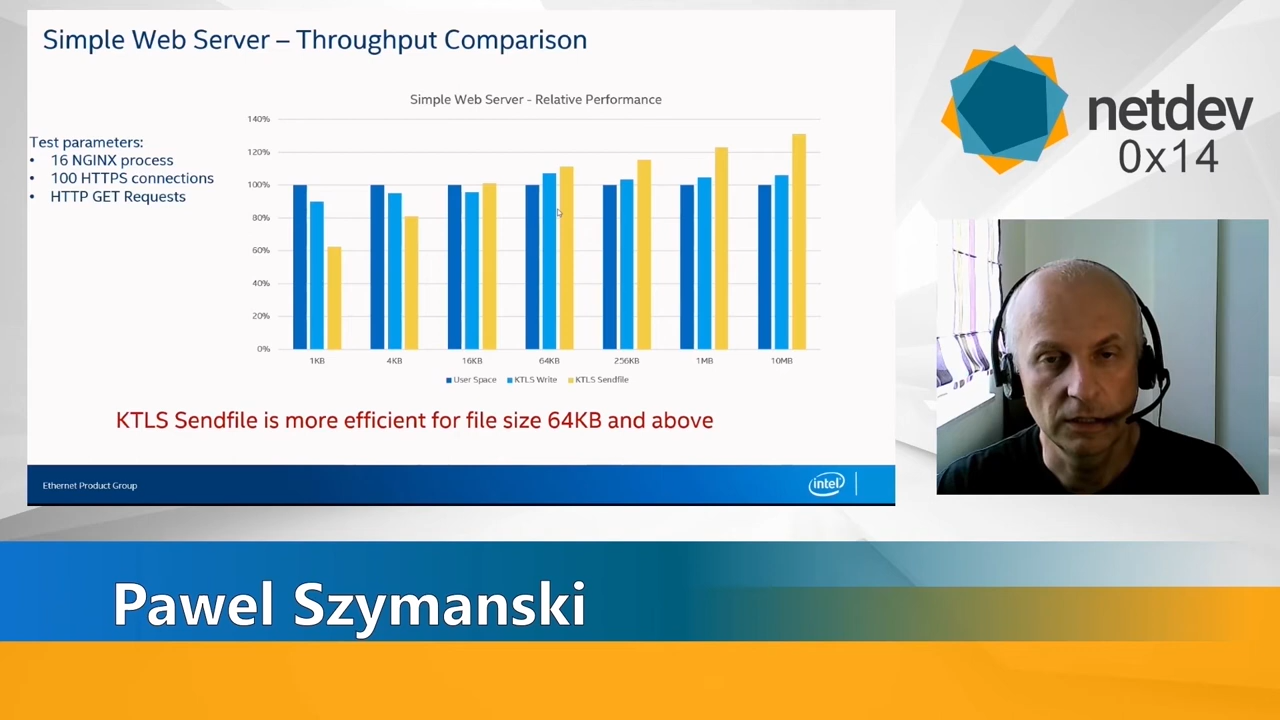 Simple Web Server – Throughput Comparison
Simple Web Server - Relative Performance
Test parameters:
• 16 NGINX process
• 100 HTTPS connections
• HTTP GET Requests
140%
120%
100%
80%
60%
40%
20%
0%
1KB 4KB 16KB 64KB 256KB 1MB 10MB
User Space KTLS Write KTLS Sendfile
KTLS Sendfile is more efficient for file size 64KB and above
Ethernet Product Group
intel
netdev
0x14
Pawel Szymanski